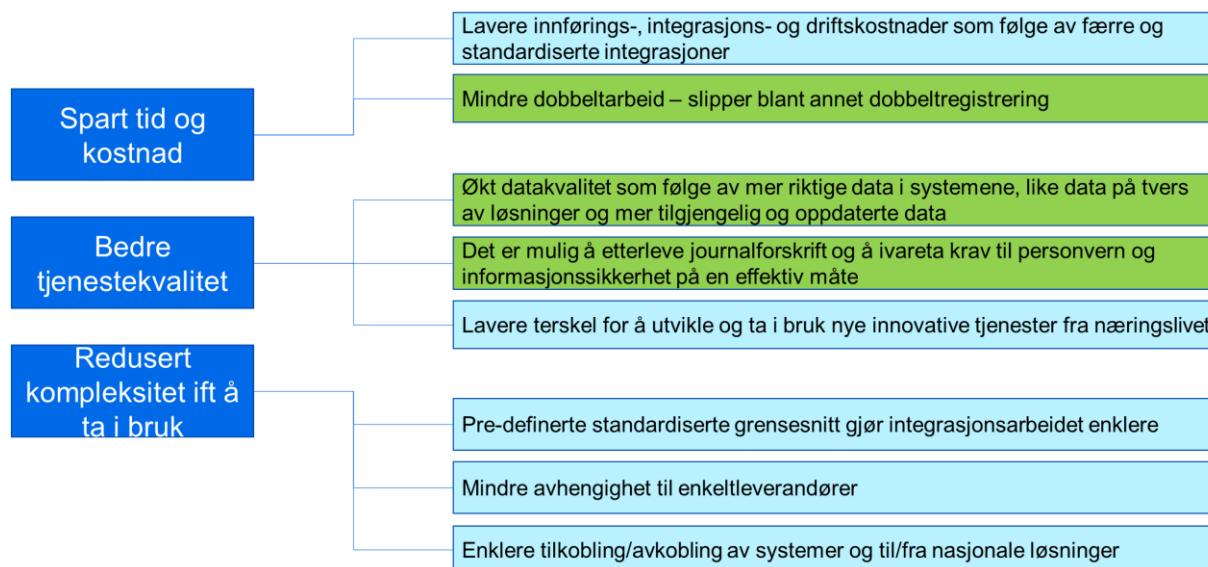 Lavere innførings-, integrasjons- og driftskostnader som følge av færre og
standardiserte integrasjoner
Spart tid og
kostnad
Mindre dobbeltarbeid – slipper blant annet dobbeltregistrering
Økt datakvalitet som følge av mer riktige data i systemene, like data på tvers
av løsninger og mer tilgjengelig og oppdaterte data
Bedre
tjenestekvalitet
Det er mulig å etterleve journalforskrift og å ivareta krav til personvern og
informasjonssikkerhet på en effektiv måte
Lavere terskel for å utvikle og ta i bruk nye innovative tjenester fra næringslivet
Redusert
kompleksitet ift å
ta i bruk
Pre-definerte standardiserte grensesnitt gjør integrasjonsarbeidet enklere
Mindre avhengighet til enkeltleverandører
Enklere tilkobling/avkobling av systemer og til/fra nasjonale løsninger